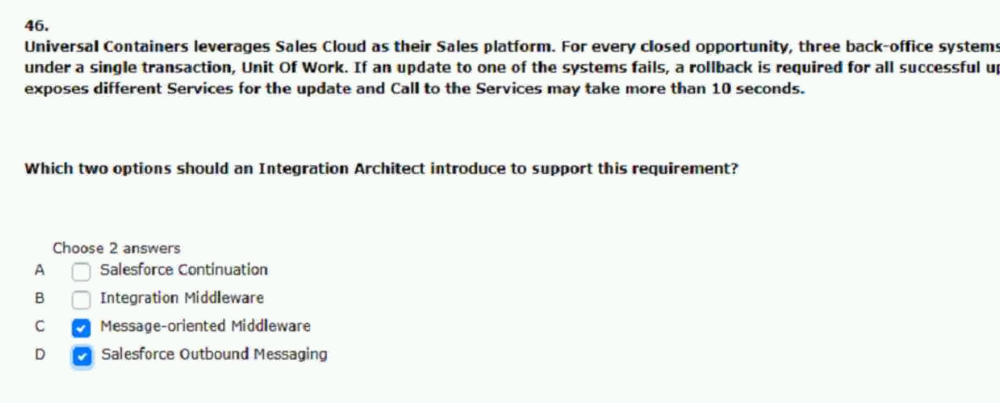 46.
Universal Containers leverages Sales Cloud as their Sales platform. For every closed opportunity, three back-office systems
under a single transaction, Unit Of Work. If an update to one of the systems fails, a rollback is required for all successful
exposes different Services for the update and Call to the Services may take more than 10 seconds.
Which two options should an Integration Architect introduce to support this requirement?
Choose 2 answers
A Salesforce Continuation
B Integration Middleware
C Message-oriented Middleware
D Salesforce Outbound Messaging